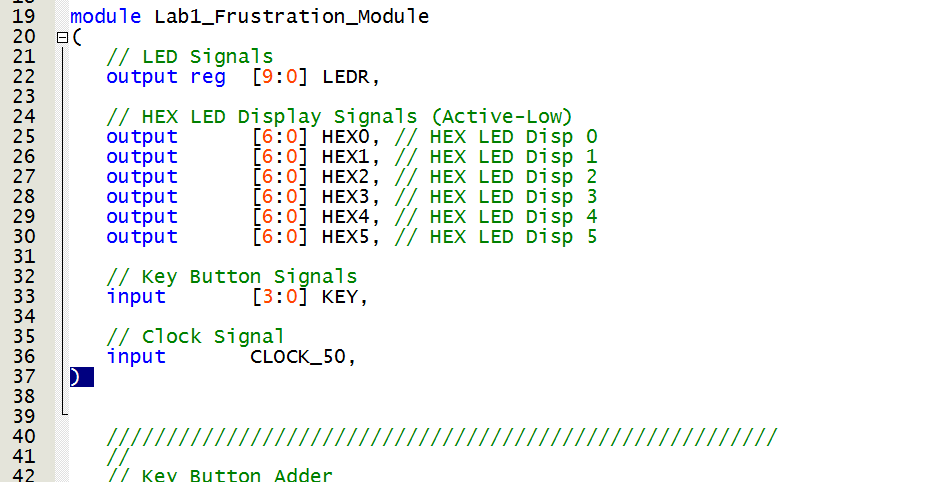 19 module Lab1_Frustration_Module
20 (
21 // LED Signals
22 output reg [9:0] LEDR,
23
24 // HEX LED Display Signals (Active-Low)
25 output [6:0] HEX0, // HEX LED Disp 0
26 output [6:0] HEX1, // HEX LED Disp 1
27 output [6:0] HEX2, // HEX LED Disp 2
28 output [6:0] HEX3, // HEX LED Disp 3
29 output [6:0] HEX4, // HEX LED Disp 4
30 output [6:0] HEX5, // HEX LED Disp 5
31
32 // Key Button Signals
33 input [3:0] KEY,
34
35 // Clock Signal
36 input CLOCK_50,
37 )
38
39
40 ////////////////////////////////////////////////////////
41 //
42 // Key Button Adder